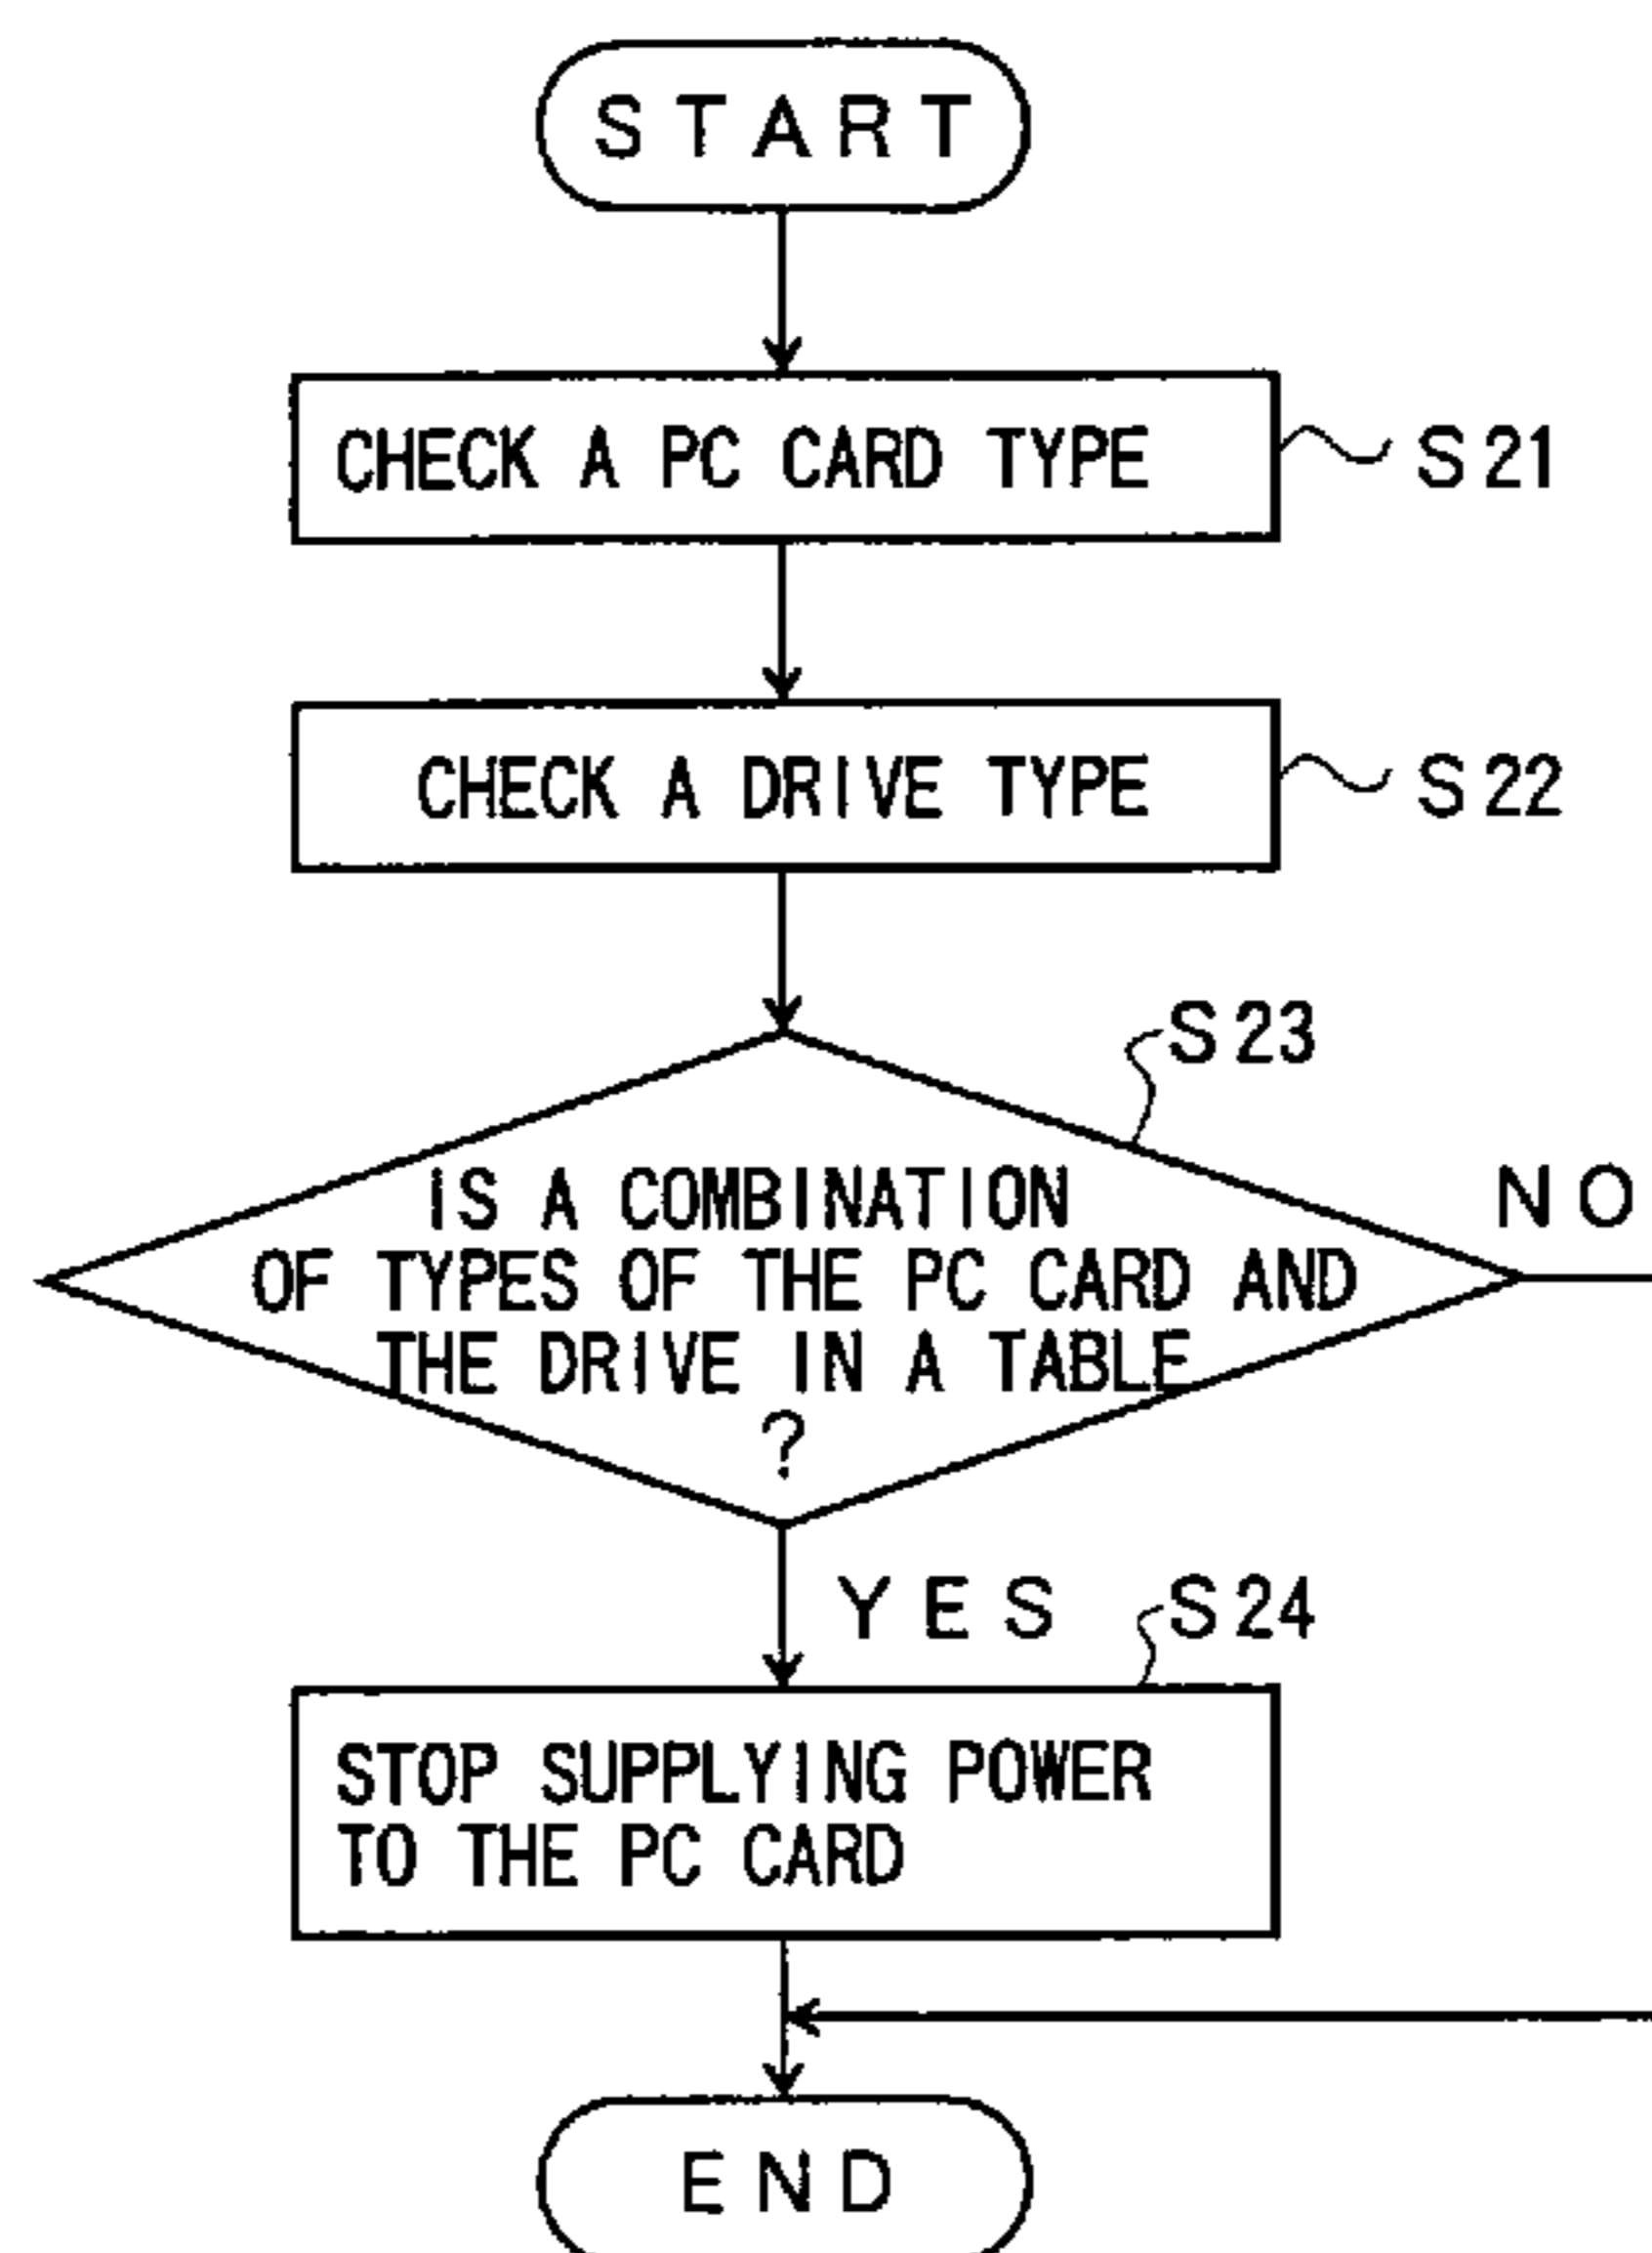 START
CHECK A PC CARD TYPE
S21
CHECK A DRIVE TYPE
S22
S23
IS A COMBINATION
OF TYPES OF THE PC CARD AND
THE DRIVE IN A TABLE
?
NO
YES
S24
STOP SUPPLYING POWER
TO THE PC CARD
END